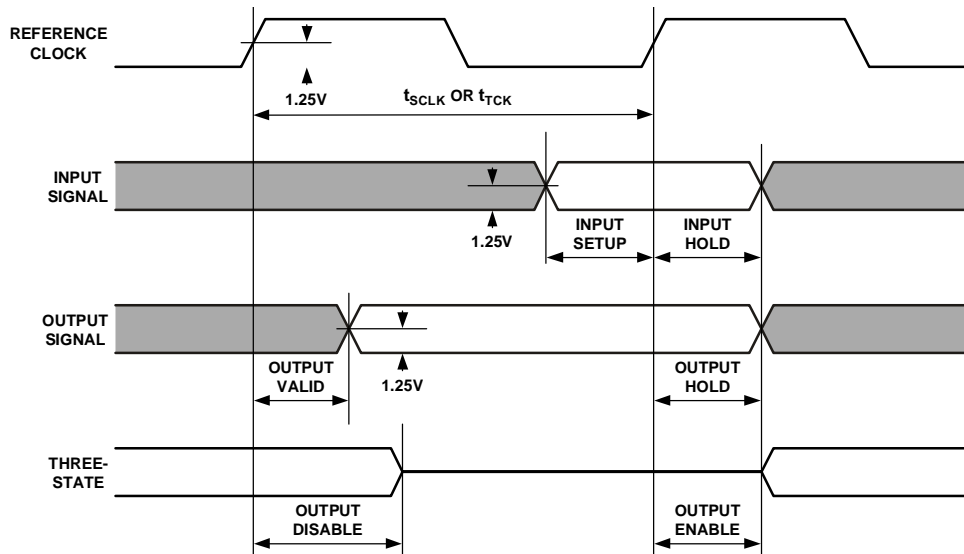 REFERENCE
CLOCK
1.25V
tSCLK OR tTCK
INPUT
SIGNAL
1.25V
INPUT
SETUP
INPUT
HOLD
OUTPUT
SIGNAL
OUTPUT
VALID
1.25V
OUTPUT
HOLD
THREE-
STATE
OUTPUT
DISABLE
OUTPUT
ENABLE